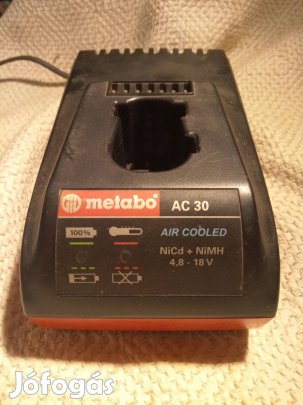 metabo AC 30
100%
AIR COOLED
NiCd + NiMH
4,8 - 18 V
Jófogás